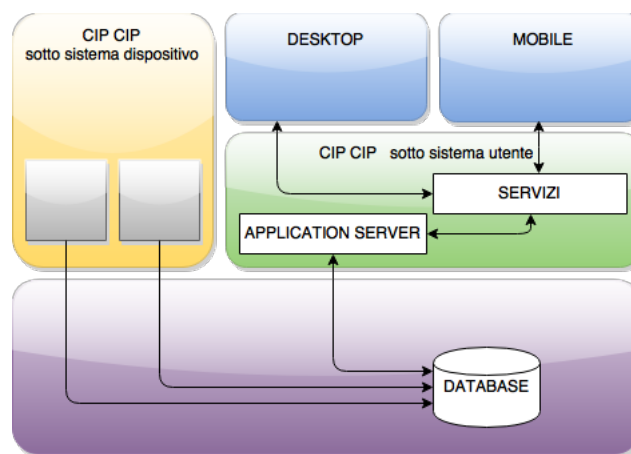 CIP CIP
sotto sistema dispositivo
DESKTOP
MOBILE
CIP CIP sotto sistema utente
SERVIZI
APPLICATION SERVER
DATABASE